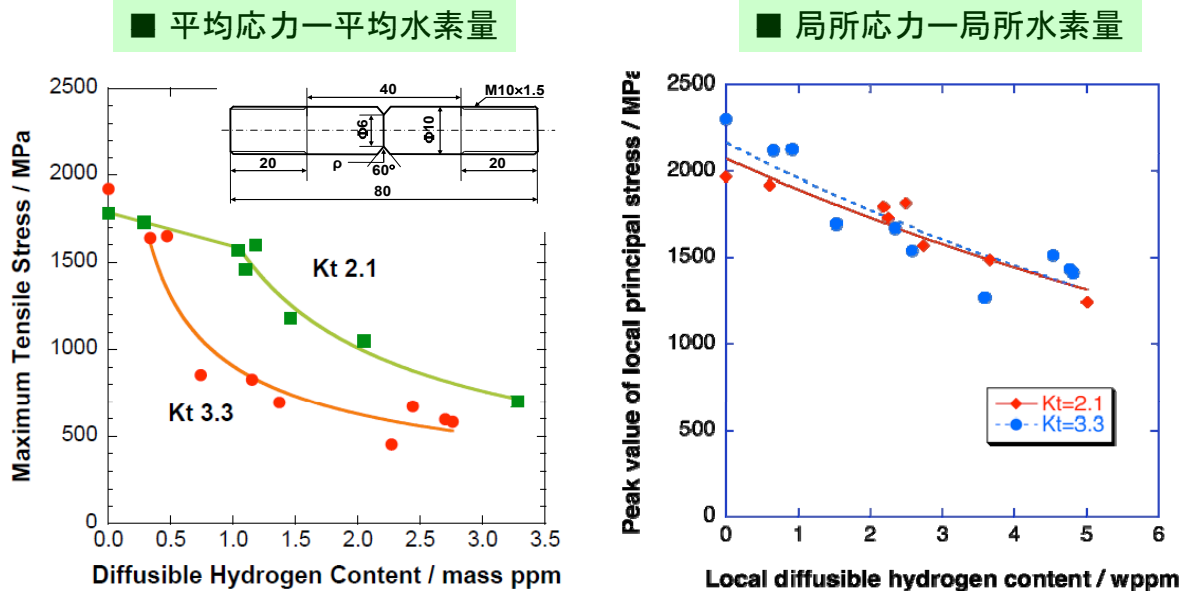 ■ 平均応力ー平均水素量
2500
2000
1500
1000
500
0
0.0 0.5 1.0 1.5 2.0 2.5 3.0 3.5
Maximum Tensile Stress / MPa
Diffusible Hydrogen Content / mass ppm
40
M10×1.5
Φ6
Φ10
20
ρ
60°
20
80
Kt 2.1
Kt 3.3
■ 局所応力ー局所水素量
2500
2000
1500
1000
500
0
0 1 2 3 4 5 6
Peak value of local principal stress / MPa
Local diffusible hydrogen content / wppm
Kt=2.1
Kt=3.3